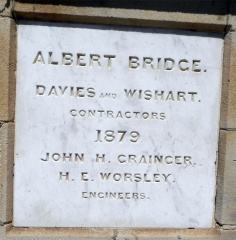 ALBERT BRIDGE.
DAVIES AND WISHART.
CONTRACTORS
1879
JOHN H. GRAINGER.
H. E. WORSLEY.
ENGINEERS.